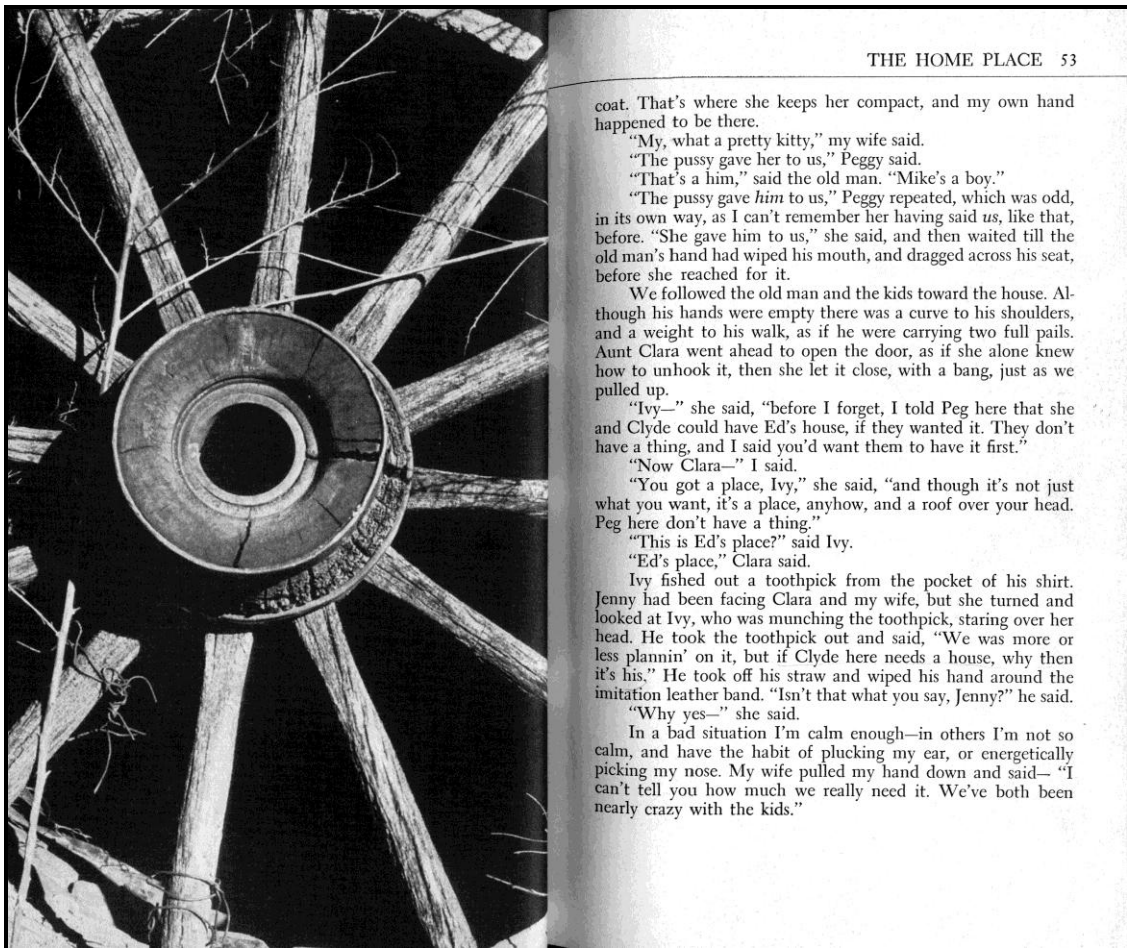 THE HOME PLACE 53
coat. That's where she keeps her compact, and my own hand
happened to be there.
“My, what a pretty kitty,” my wife said.
“The pussy gave her to us,” Peggy said.
“That's a him,” said the old man. “Mike's a boy.”
“The pussy gave him to us,” Peggy repeated, which was odd,
in its own way, as I can't remember her having said us, like that,
before. “She gave him to us,” she said, and then waited till the
old man's hand had wiped his mouth, and dragged across his seat,
before she reached for it.
We followed the old man and the kids toward the house. Al-
though his hands were empty there was a curve to his shoulders,
and a weight to his walk, as if he were carrying two full pails.
Aunt Clara went ahead to open the door, as if she alone knew
how to unhook it, then she let it close, with a bang, just as we
pulled up.
“Ivy—” she said, “before I forget, I told Peg here that she
and Clyde could have Ed's house, if they wanted it. They don't
have a thing, and I said you'd want them to have it first.”
“Now Clara—” I said.
“You got a place, Ivy,” she said, “and though it's not just
what you want, it's a place, anyhow, and a roof over your head.
Peg here don't have a thing.”
“This is Ed's place?” said Ivy.
“Ed's place,” Clara said.
Ivy fished out a toothpick from the pocket of his shirt.
Jenny had been facing Clara and my wife, but she turned and
looked at Ivy, who was munching the toothpick, staring over her
head. He took the toothpick out and said, “We was more or
less plannin' on it, but if Clyde here needs a house, why then
it's his.” He took off his straw and wiped his hand around the
imitation leather band. “Isn't that what you say, Jenny?” he said.
“Why yes—” she said.
In a bad situation I'm calm enough—in others I'm not so
calm, and have the habit of plucking my ear, or energetically
picking my nose. My wife pulled my hand down and said— “I
can't tell you how much we really need it. We've both been
nearly crazy with the kids.”